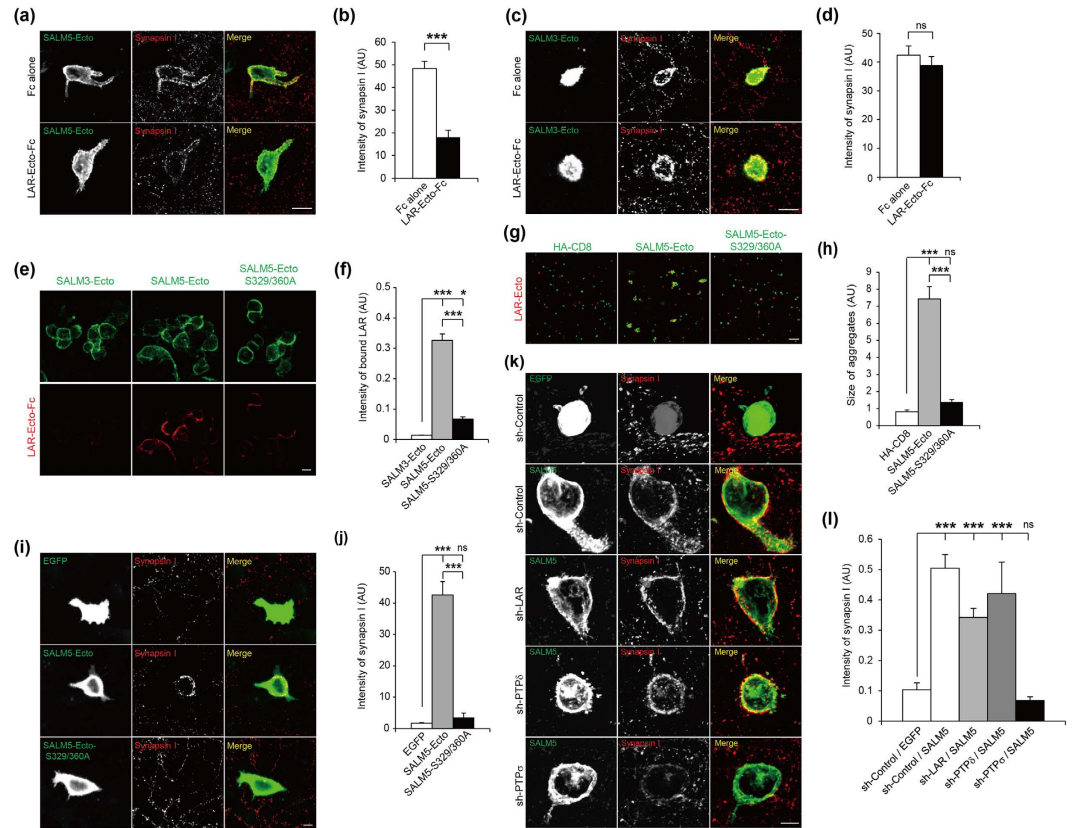 (a)
SALM5-Ecto Synapsin I Merge
Fc alone
SALM5-Ecto Synapsin I Merge
LAR-Ecto-Fc
(b)
***
Intensity of synapsin I (AU)
60
50
40
30
20
10
0
Fc alone
LAR-Ecto-Fc
(c)
SALM3-Ecto Synapsin I Merge
Fc alone
SALM3-Ecto Synapsin I Merge
LAR-Ecto-Fc
(d)
ns
Intensity of synapsin I (AU)
50
45
40
35
30
25
20
15
10
5
0
Fc alone
LAR-Ecto-Fc
(e)
SALM3-Ecto SALM5-Ecto SALM5-Ecto
S329/360A
LAR-Ecto-Fc
(f)
*** *
***
Intensity of bound LAR (AU)
0.4
0.3
0.2
0.1
0
SALM3-Ecto
SALM5-Ecto
SALM5-S329/360A
(g)
HA-CD8 SALM5-Ecto SALM5-Ecto-
S329/360A
LAR-Ecto
(h)
*** ns
***
Size of aggregates (AU)
9
8
7
6
5
4
3
2
1
0
HA-CD8
SALM5-Ecto
SALM5-S329/360A
(i)
EGFP Synapsin I Merge
SALM5-Ecto Synapsin I Merge
SALM5-Ecto- Synapsin I Merge
S329/360A
(j)
*** ns
***
Intensity of synapsin I (AU)
50
40
30
20
10
0
EGFP
SALM5-Ecto
SALM5-S329/360A
(k)
EGFP Synapsin I Merge
sh-Control
SALM5 Synapsin I Merge
sh-Control
SALM5 Synapsin I Merge
sh-LAR
SALM5 Synapsin I Merge
sh-PTPδ
SALM5 Synapsin I Merge
sh-PTPσ
(l)
*** *** *** ns
Intensity of synapsin I (AU)
0.6
0.5
0.4
0.3
0.2
0.1
0
sh-Control / EGFP
sh-Control / SALM5
sh-LAR / SALM5
sh-PTPδ / SALM5
sh-PTPσ / SALM5